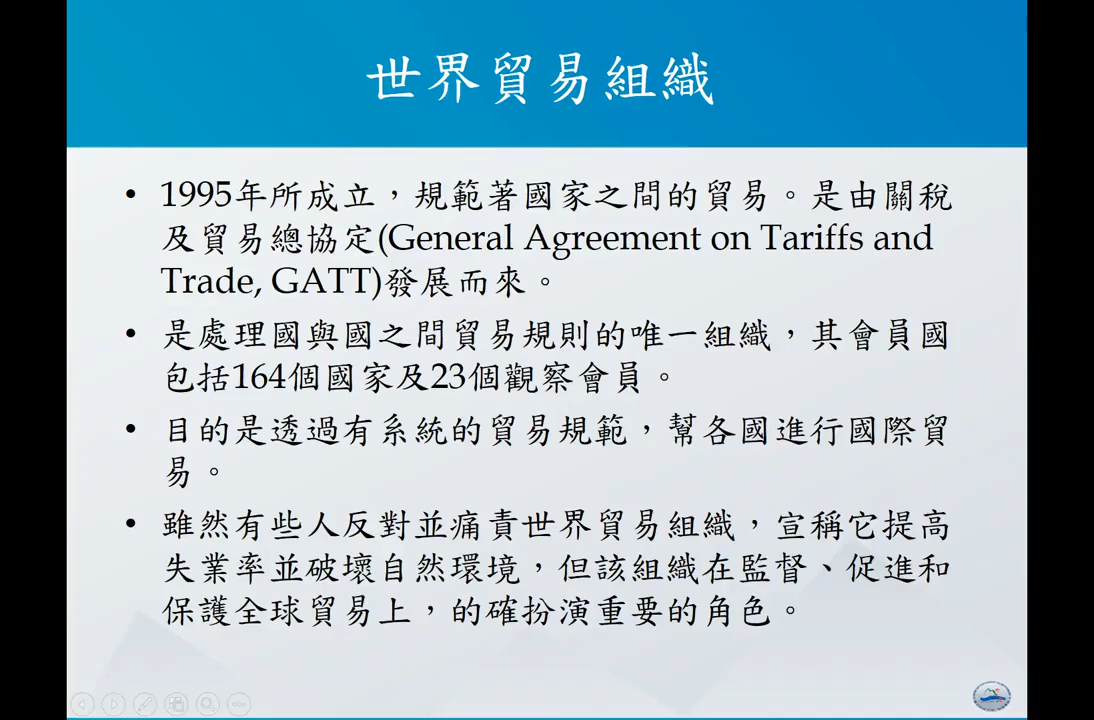 世界貿易組織
• 1995年所成立，規範著國家之間的貿易。是由關稅
及貿易總協定(General Agreement on Tariffs and
Trade, GATT)發展而來。
• 是處理國與國之間貿易規則的唯一組織，其會員國
包括164個國家及23個觀察會員。
• 目的是透過有系統的貿易規範，幫各國進行國際貿
易。
• 雖然有些人反對並痛責世界貿易組織，宣稱它提高
失業率並破壞自然環境，但該組織在監督、促進和
保護全球貿易上，的確扮演重要的角色。